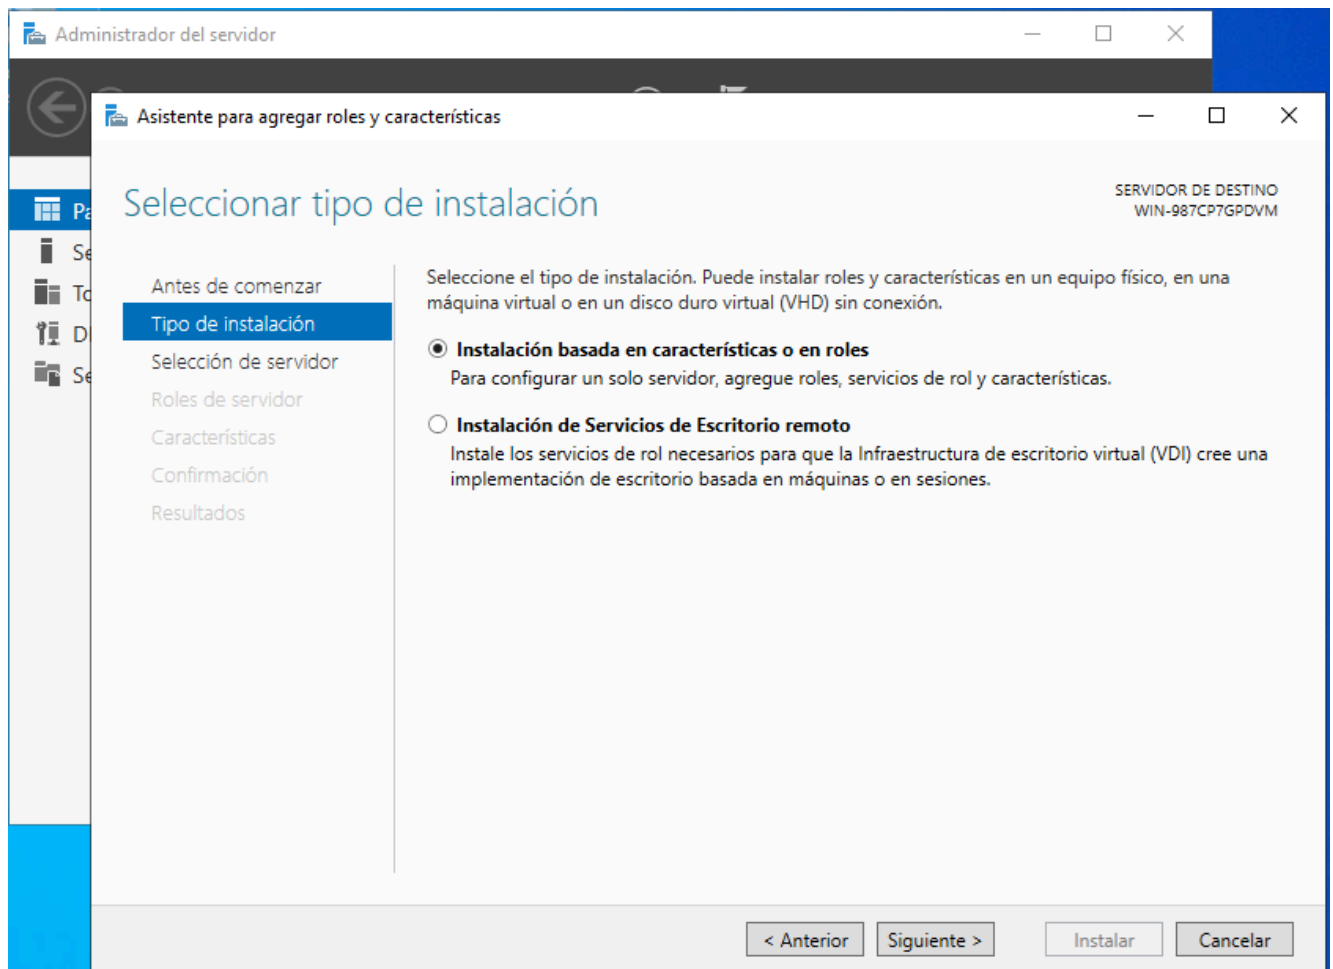 Administrador del servidor
Asistente para agregar roles y características
Seleccionar tipo de instalación
SERVIDOR DE DESTINO
WIN-987CP7GPDVM
Pa
Se
To
DH
Se
Antes de comenzar
Tipo de instalación
Selección de servidor
Roles de servidor
Características
Confirmación
Resultados
Seleccione el tipo de instalación. Puede instalar roles y características en un equipo físico, en una
máquina virtual o en un disco duro virtual (VHD) sin conexión.
Instalación basada en características o en roles
Para configurar un solo servidor, agregue roles, servicios de rol y características.
Instalación de Servicios de Escritorio remoto
Instale los servicios de rol necesarios para que la Infraestructura de escritorio virtual (VDI) cree una
implementación de escritorio basada en máquinas o en sesiones.
< Anterior
Siguiente >
Instalar
Cancelar